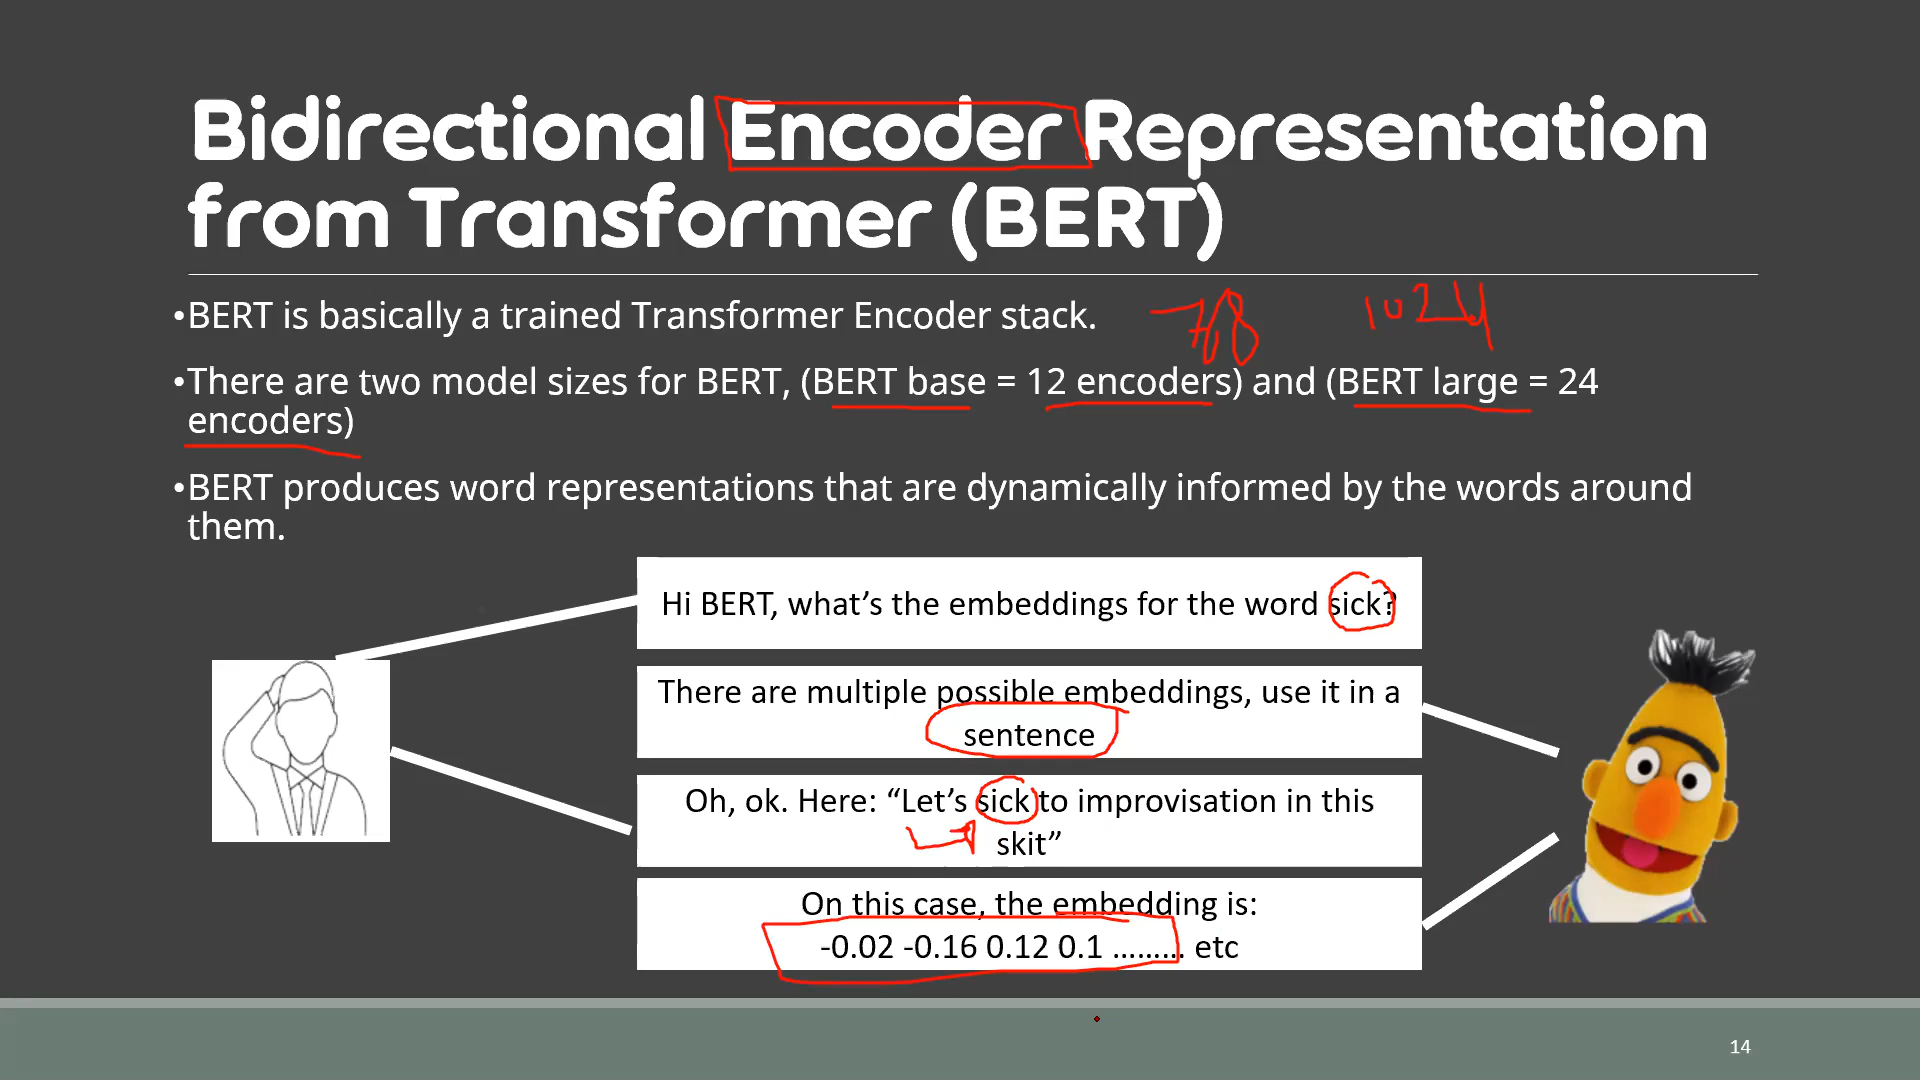 Bidirectional Encoder Representation
from Transformer (BERT)
•BERT is basically a trained Transformer Encoder stack.
768
1024
•There are two model sizes for BERT, (BERT base = 12 encoders) and (BERT large = 24
encoders)
•BERT produces word representations that are dynamically informed by the words around
them.
Hi BERT, what's the embeddings for the word sick?
There are multiple possible embeddings, use it in a
sentence
Oh, ok. Here: “Let's sick to improvisation in this
skit”
On this case, the embedding is:
-0.02 -0.16 0.12 0.1 ......... etc
14